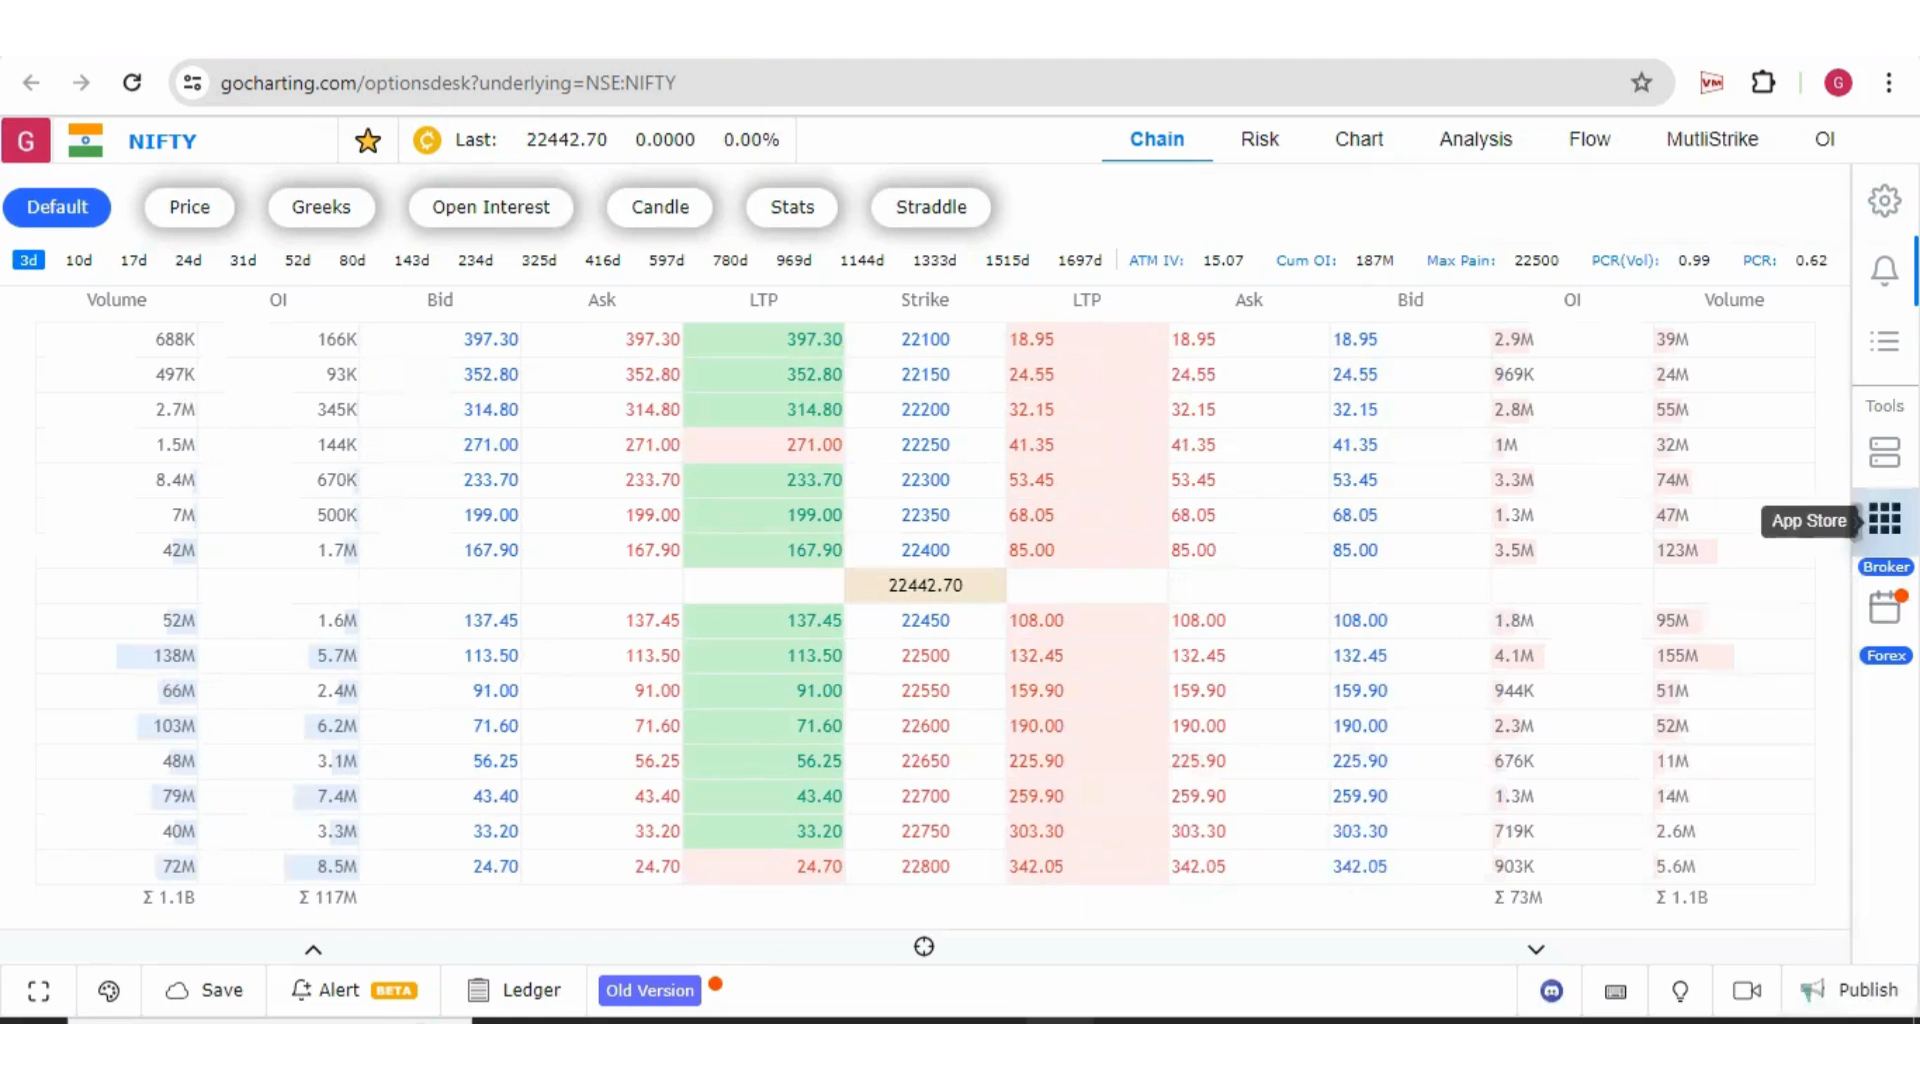 gocharting.com/optionsdesk?underlying=NSE:NIFTY VM G
G NIFTY Last: 22442.70 0.0000 0.00% Chain Risk Chart Analysis Flow MutliStrike OI
Default Price Greeks Open Interest Candle Stats Straddle
3d 10d 17d 24d 31d 52d 80d 143d 234d 325d 416d 597d 780d 969d 1144d 1333d 1515d 1697d ATM IV: 15.07 Cum OI: 187M Max Pain: 22500 PCR(Vol): 0.99 PCR: 0.62
Volume OI Bid Ask LTP Strike LTP Ask Bid OI Volume
688K 166K 397.30 397.30 397.30 22100 18.95 18.95 18.95 2.9M 39M
497K 93K 352.80 352.80 352.80 22150 24.55 24.55 24.55 969K 24M
2.7M 345K 314.80 314.80 314.80 22200 32.15 32.15 32.15 2.8M 55M
Tools
1.5M 144K 271.00 271.00 271.00 22250 41.35 41.35 41.35 1M 32M
8.4M 670K 233.70 233.70 233.70 22300 53.45 53.45 53.45 3.3M 74M
7M 500K 199.00 199.00 199.00 22350 68.05 68.05 68.05 1.3M 47M
App Store
42M 1.7M 167.90 167.90 167.90 22400 85.00 85.00 85.00 3.5M 123M
Broker
22442.70
52M 1.6M 137.45 137.45 137.45 22450 108.00 108.00 108.00 1.8M 95M
138M 5.7M 113.50 113.50 113.50 22500 132.45 132.45 132.45 4.1M 155M
Forex
66M 2.4M 91.00 91.00 91.00 22550 159.90 159.90 159.90 944K 51M
103M 6.2M 71.60 71.60 71.60 22600 190.00 190.00 190.00 2.3M 52M
48M 3.1M 56.25 56.25 56.25 22650 225.90 225.90 225.90 676K 11M
79M 7.4M 43.40 43.40 43.40 22700 259.90 259.90 259.90 1.3M 14M
40M 3.3M 33.20 33.20 33.20 22750 303.30 303.30 303.30 719K 2.6M
72M 8.5M 24.70 24.70 24.70 22800 342.05 342.05 342.05 903K 5.6M
Σ 1.1B Σ 117M Σ 73M Σ 1.1B
Save Alert BETA Ledger Old Version Publish